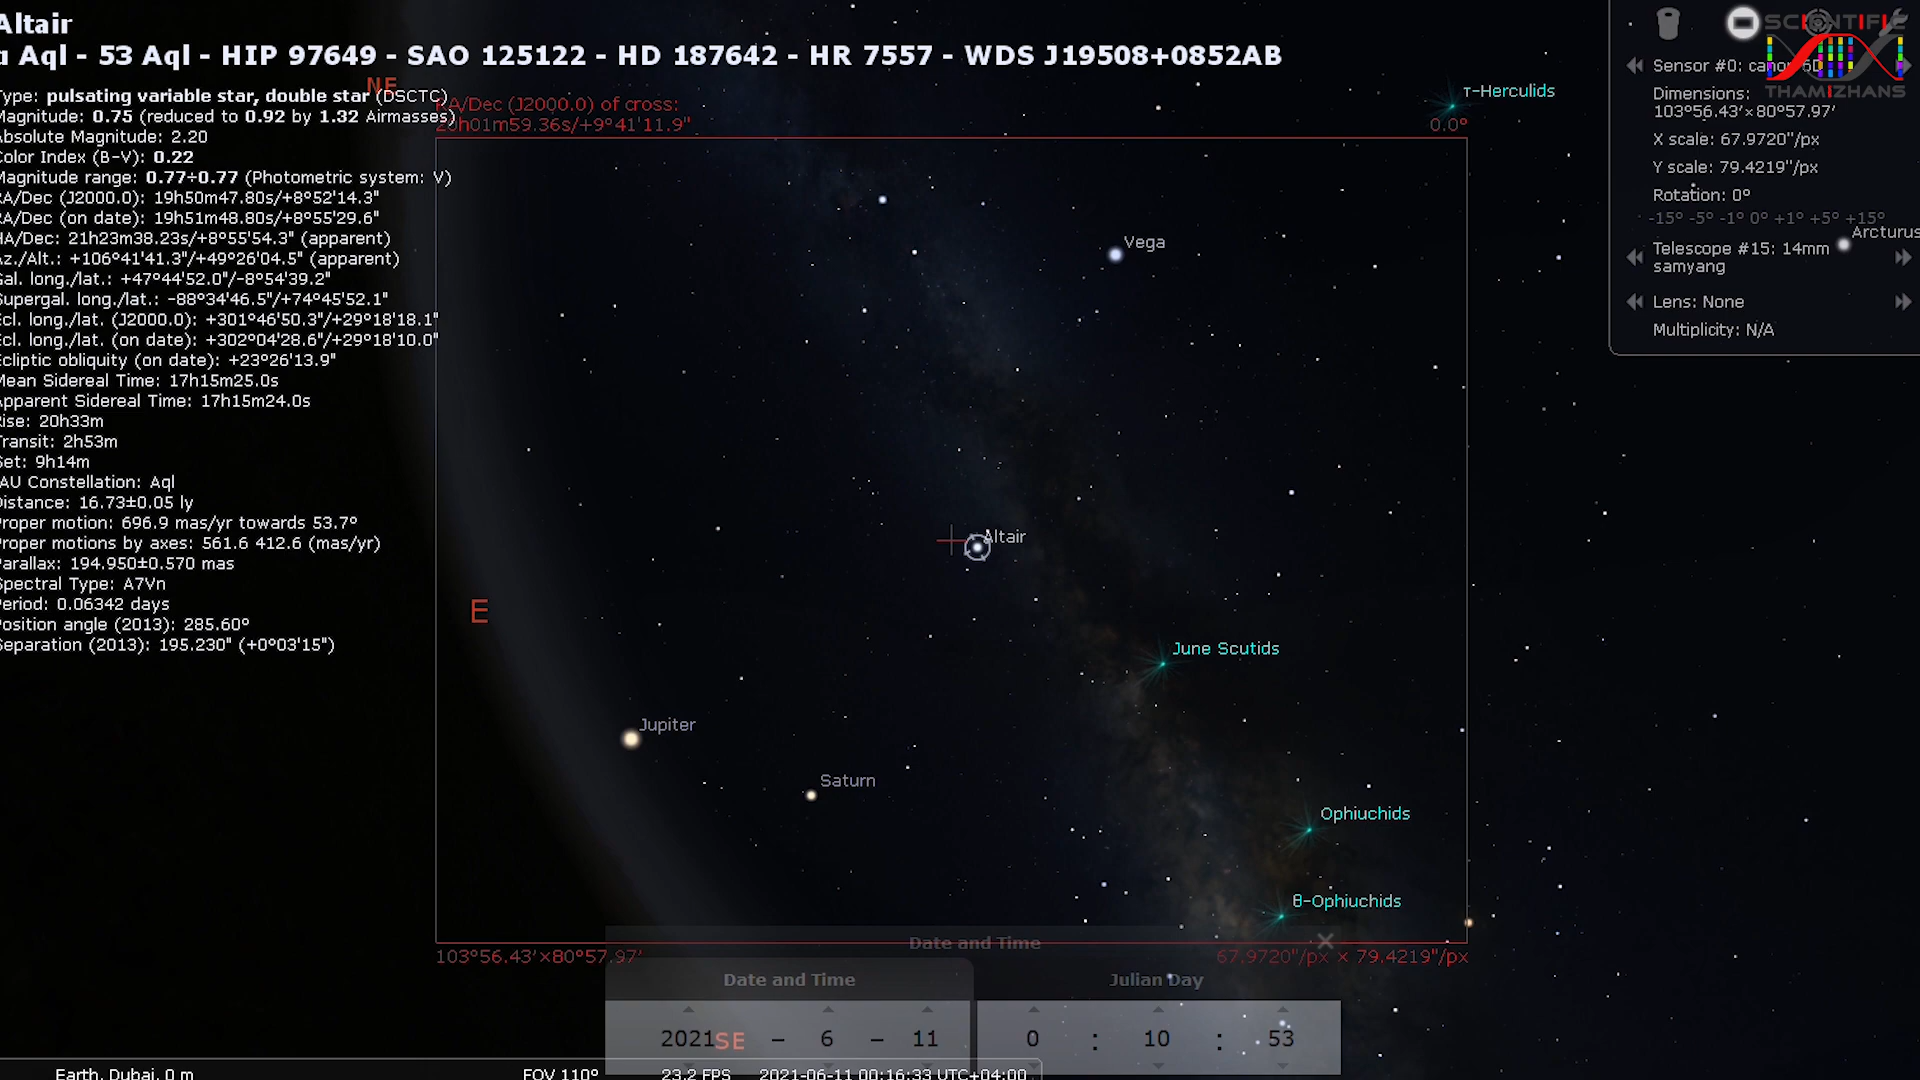 Altair
α Aql - 53 Aql - HIP 97649 - SAO 125122 - HD 187642 - HR 7557 - WDS J19508+0852AB
NE
Type: pulsating variable star, double star (DSCTC)
Magnitude: 0.75 (reduced to 0.92 by 1.32 Airmasses)
Absolute Magnitude: 2.20
Color Index (B-V): 0.22
Magnitude range: 0.77÷0.77 (Photometric system: V)
RA/Dec (J2000.0): 19h50m47.80s/+8°52'14.3"
RA/Dec (on date): 19h51m48.80s/+8°55'29.6"
HA/Dec: 21h23m38.23s/+8°55'54.3" (apparent)
Az./Alt.: +106°41'41.3"/+49°26'04.5" (apparent)
Gal. long./lat.: +47°44'52.0"/-8°54'39.2"
Supergal. long./lat.: -88°34'46.5"/+74°45'52.1"
Ecl. long./lat. (J2000.0): +301°46'50.3"/+29°18'18.1"
Ecl. long./lat. (on date): +302°04'28.6"/+29°18'10.0"
Ecliptic obliquity (on date): +23°26'13.9"
Mean Sidereal Time: 17h15m25.0s
Apparent Sidereal Time: 17h15m24.0s
Rise: 20h33m
Transit: 2h53m
Set: 9h14m
IAU Constellation: Aql
Distance: 16.73±0.05 ly
Proper motion: 696.9 mas/yr towards 53.7°
Proper motions by axes: 561.6 412.6 (mas/yr)
Parallax: 194.950±0.570 mas
Spectral Type: A7Vn
Period: 0.06342 days
Position angle (2013): 285.60°
Separation (2013): 195.230" (+0°03'15")
RA/Dec (J2000.0) of cross:
20h01m59.36s/+9°41'11.9"
0.0°
τ-Herculids
Vega
Altair
E
June Scutids
Jupiter
Saturn
Ophiuchids
θ-Ophiuchids
103°56.43'×80°57.97'
67.9720"/px × 79.4219"/px
SCIENTIFIC
THAMIZHANS
Sensor #0: canon 6D
Dimensions:
103°56.43'×80°57.97'
X scale: 67.9720"/px
Y scale: 79.4219"/px
Rotation: 0°
-15° -5° -1° 0° +1° +5° +15°
Arcturus
Telescope #15: 14mm
samyang
Lens: None
Multiplicity: N/A
Date and Time
Date and Time
Julian Day
2021 - 6 - 11 0 : 10 : 53
SE
Earth, Dubai, 0 m FOV 110° 23.2 FPS 2021-06-11 00:16:33 UTC+04:00